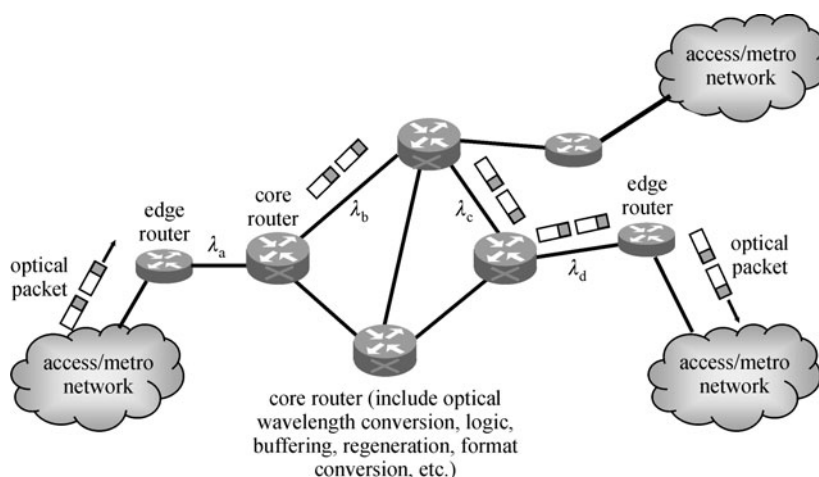 access/metro
network
core
router
λb
λc
edge
router
edge
router
λa
λd
optical
packet
optical
packet
access/metro
network
access/metro
network
core router (include optical
wavelength conversion, logic,
buffering, regeneration, format
conversion, etc.)